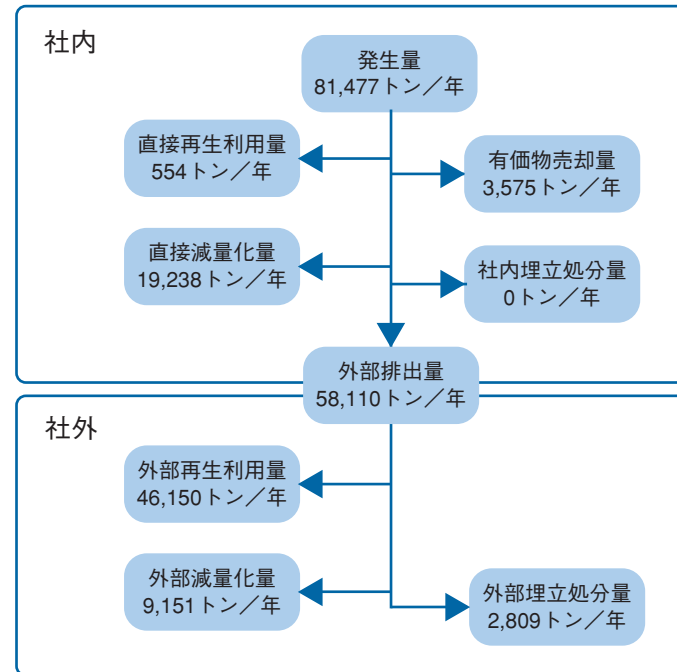 社内
発生量
81,477トン／年
直接再生利用量
554トン／年
有価物売却量
3,575トン／年
直接減量化量
19,238トン／年
社内埋立処分量
0トン／年
外部排出量
58,110トン／年
社外
外部再生利用量
46,150トン／年
外部減量化量
9,151トン／年
外部埋立処分量
2,809トン／年